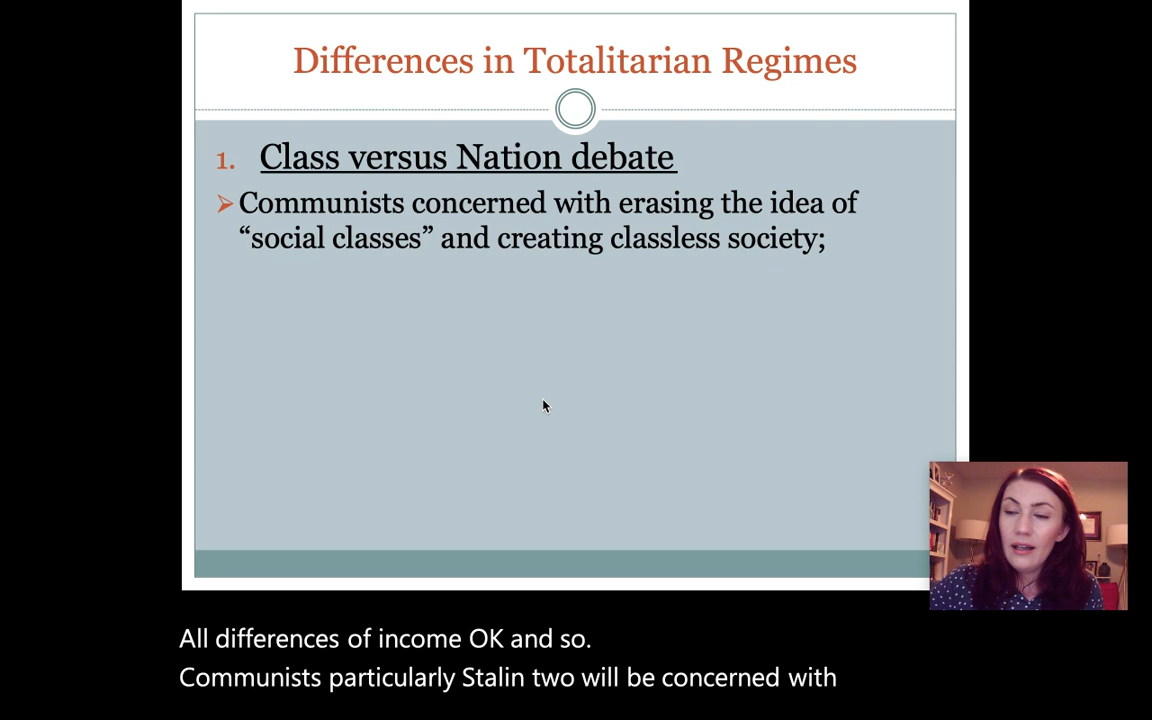 Differences in Totalitarian Regimes
1. Class versus Nation debate
Communists concerned with erasing the idea of
“social classes” and creating classless society;
All differences of income OK and so.
Communists particularly Stalin two will be concerned with